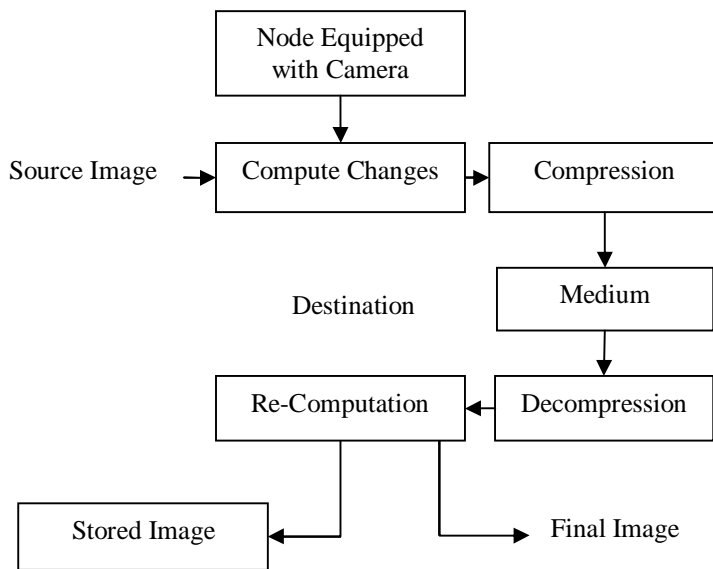 Node Equipped
with Camera
Source Image
Compute Changes
Compression
Medium
Destination
Re-Computation
Decompression
Stored Image
Final Image